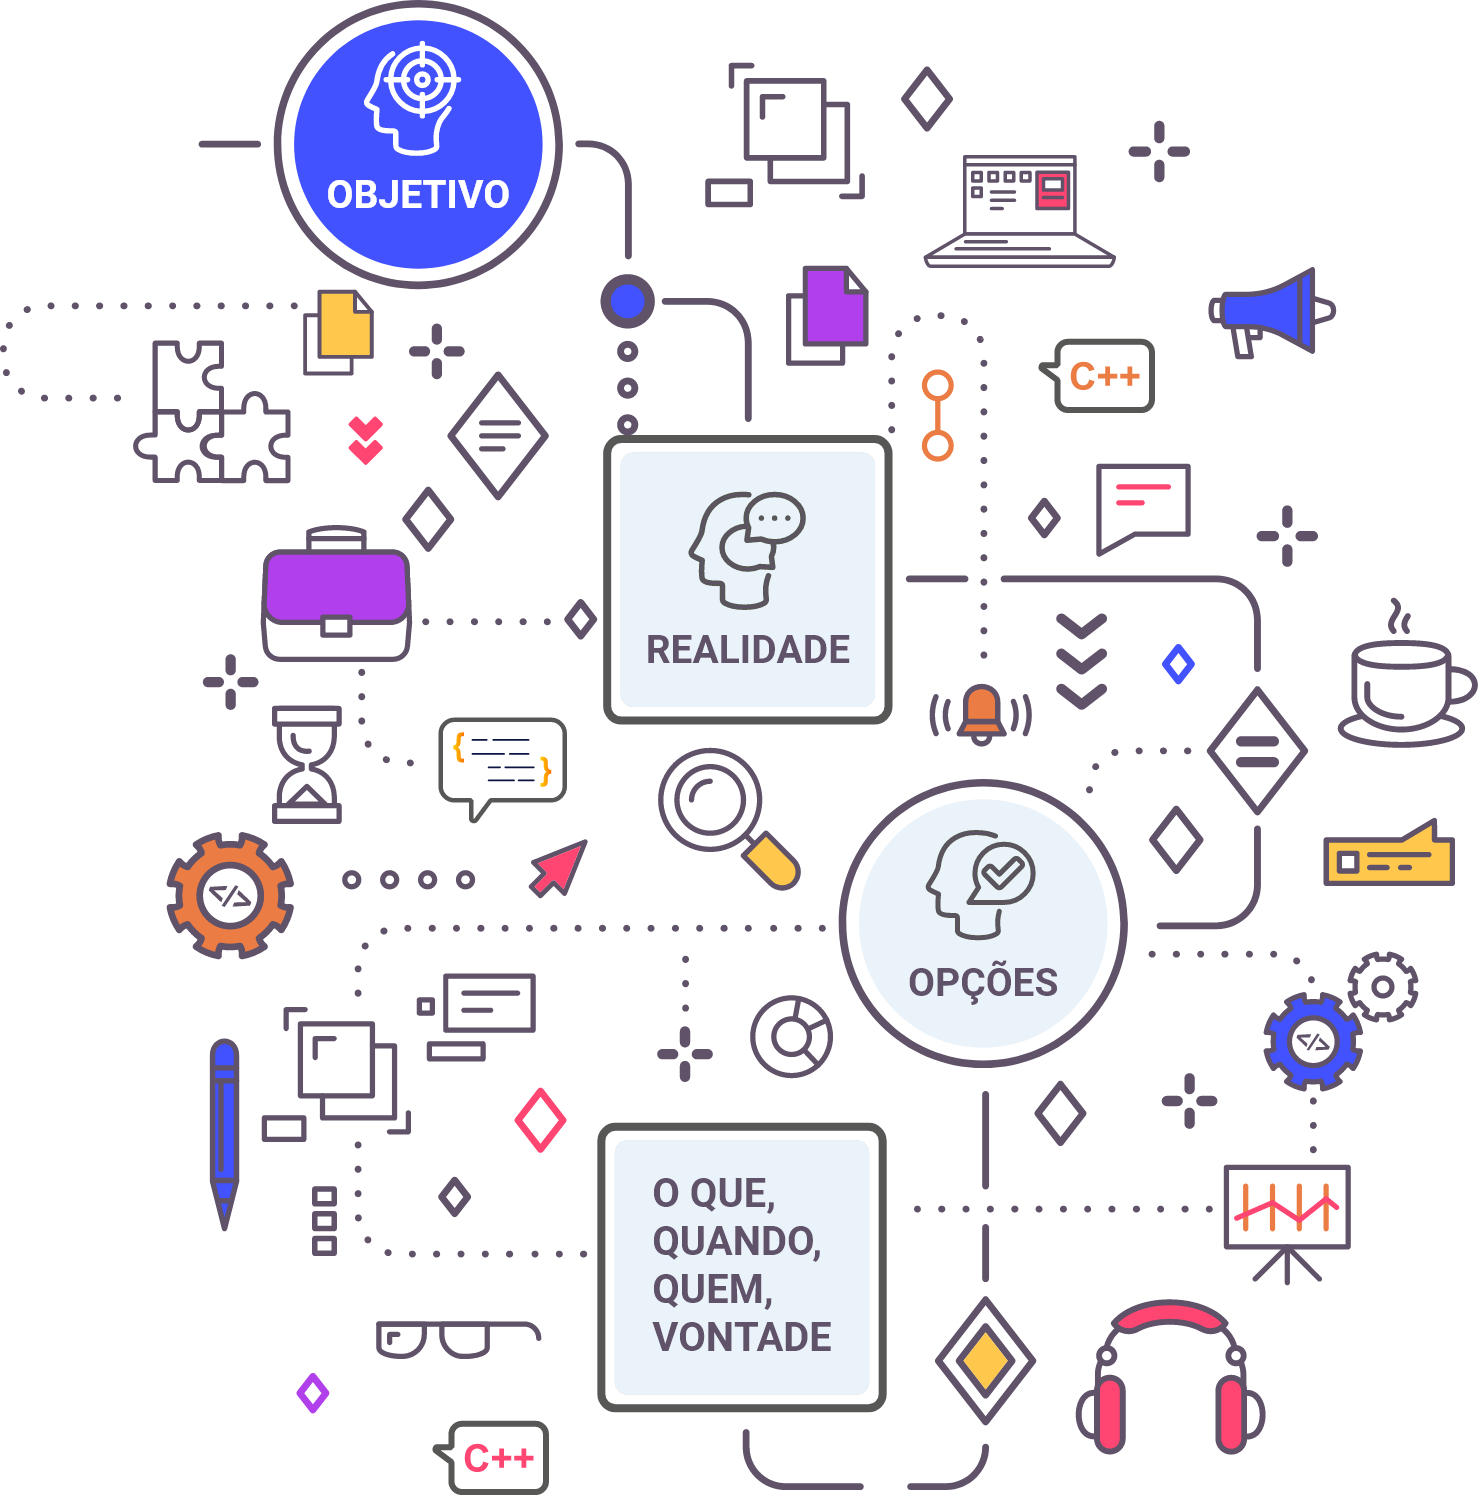 OBJETIVO
C++
REALIDADE
{
}
</>
OPÇÕES
</>
O QUE,
QUANDO,
QUEM,
VONTADE
C++